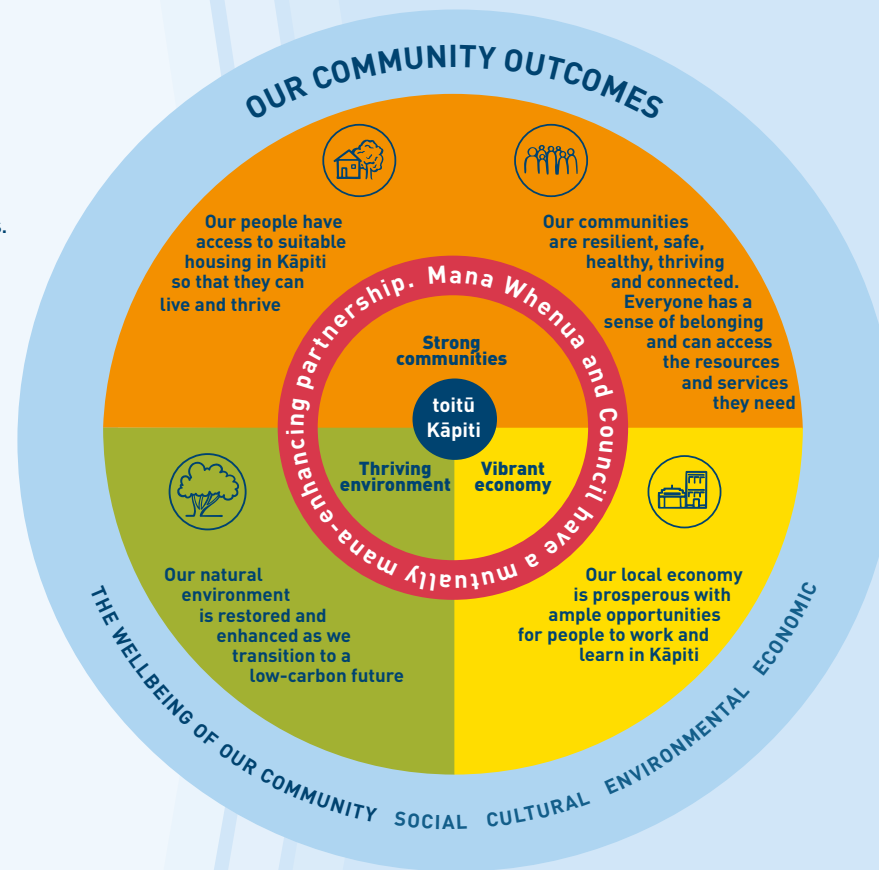 OUR COMMUNITY OUTCOMES
s.
Our people have
access to suitable
housing in Kāpiti
so that they can
live and thrive
Our communities
are resilient, safe,
healthy, thriving
and connected.
Everyone has a
sense of belonging
and can access
the resources
and services
they need
Mana Whenua and Council have a mutually mana-enhancing partnership.
Strong
communities
toitū
Kāpiti
Thriving
environment
Vibrant
economy
Our natural
environment
is restored and
enhanced as we
transition to a
low-carbon future
Our local economy
is prosperous with
ample opportunities
for people to work and
learn in Kāpiti
THE WELLBEING OF OUR COMMUNITY SOCIAL CULTURAL ENVIRONMENTAL ECONOMIC